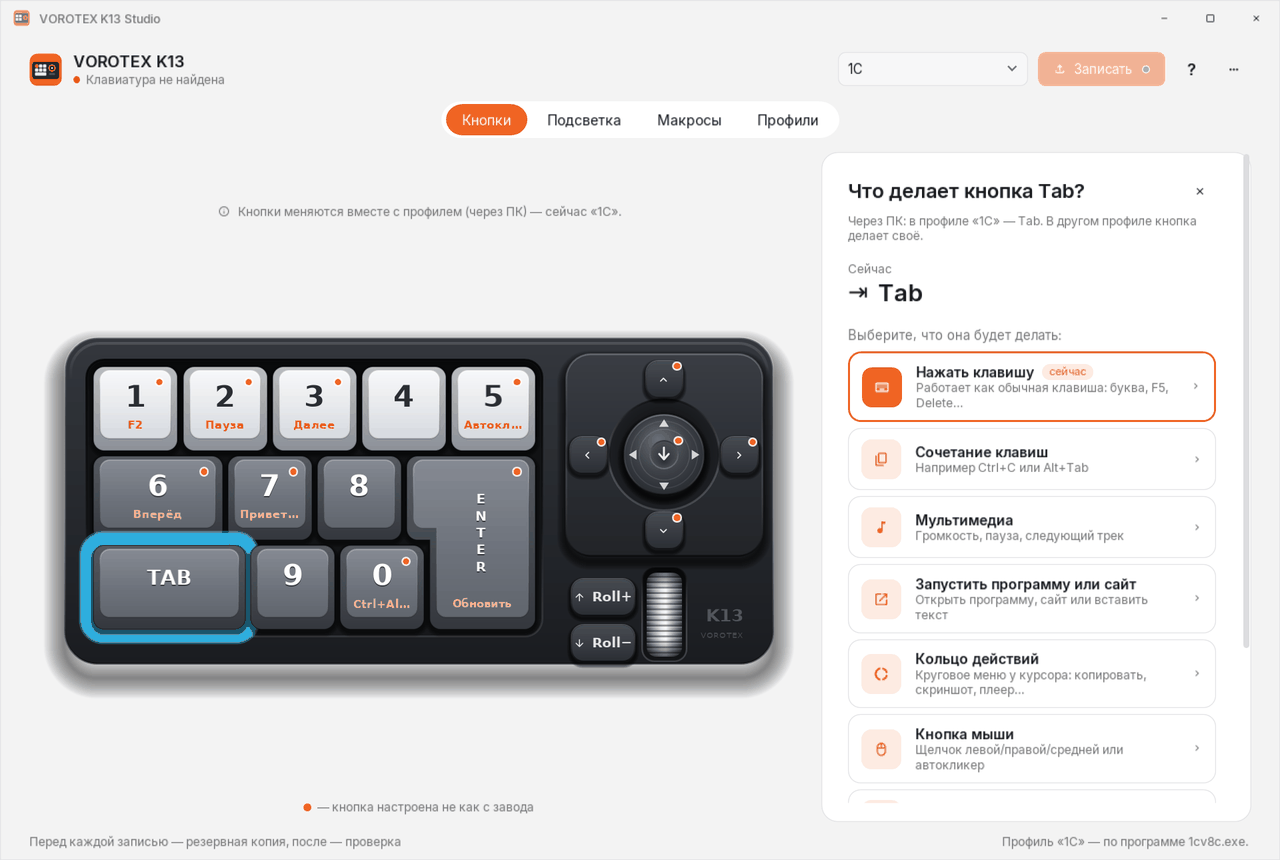 VOROTEX K13 Studio
VOROTEX K13
Клавиатура не найдена
1С
Записать
?
Кнопки
Подсветка
Макросы
Профили
Кнопки меняются вместе с профилем (через ПК) — сейчас «1С».
1
F2
2
Пауза
3
Далее
4
5
Автокл...
6
Вперёд
7
Привет...
8
ENTER
Обновить
TAB
9
0
Ctrl+Al...
Roll+
Roll−
K13
VOROTEX
— кнопка настроена не как с завода
Что делает кнопка Tab?
Через ПК: в профиле «1С» — Tab. В другом профиле кнопка
делает своё.
Сейчас
Tab
Выберите, что она будет делать:
Нажать клавишу
сейчас
Работает как обычная клавиша: буква, F5,
Delete...
Сочетание клавиш
Например Ctrl+C или Alt+Tab
Мультимедиа
Громкость, пауза, следующий трек
Запустить программу или сайт
Открыть программу, сайт или вставить
текст
Кольцо действий
Круговое меню у курсора: копировать,
скриншот, плеер...
Кнопка мыши
Щелчок левой/правой/средней или
автокликер
Перед каждой записью — резервная копия, после — проверка
Профиль «1С» — по программе 1cv8c.exe.